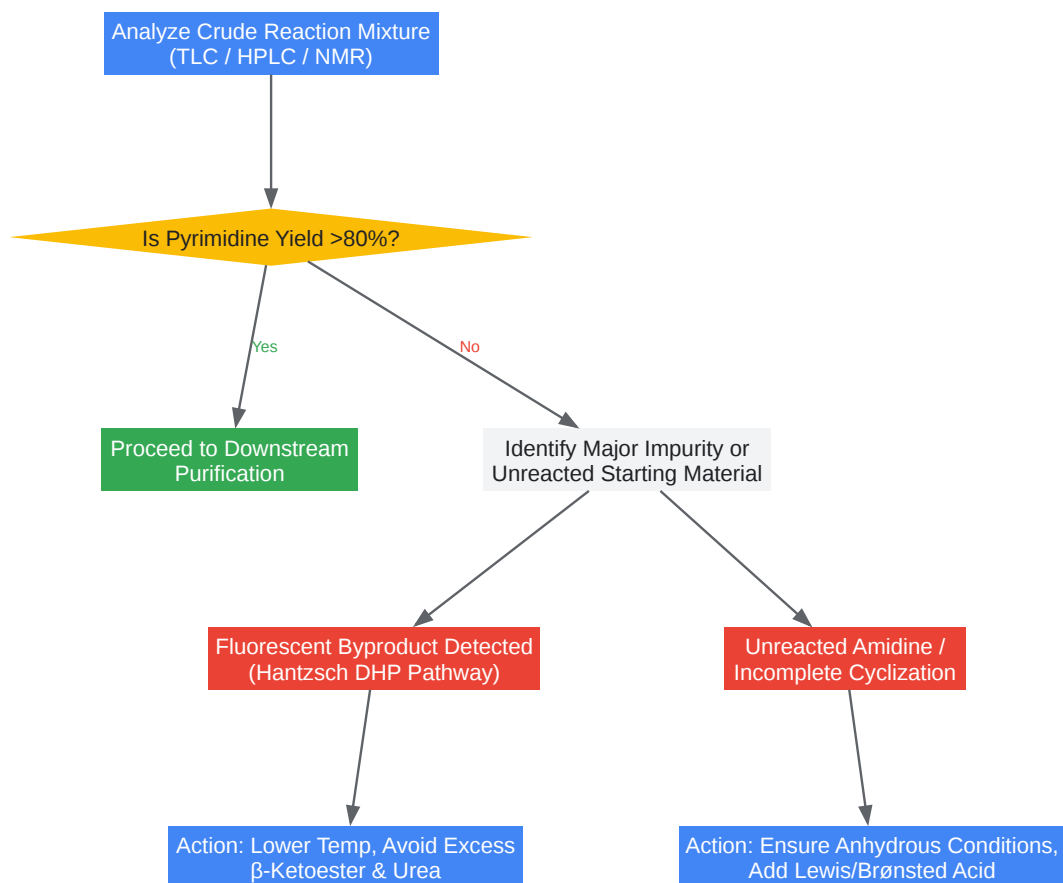 Analyze Crude Reaction Mixture
(TLC / HPLC / NMR)
Is Pyrimidine Yield >80%?
Yes
No
Proceed to Downstream
Purification
Identify Major Impurity or
Unreacted Starting Material
Fluorescent Byproduct Detected
(Hantzsch DHP Pathway)
Unreacted Amidine /
Incomplete Cyclization
Action: Lower Temp, Avoid Excess
β-Ketoester & Urea
Action: Ensure Anhydrous Conditions,
Add Lewis/Brønsted Acid